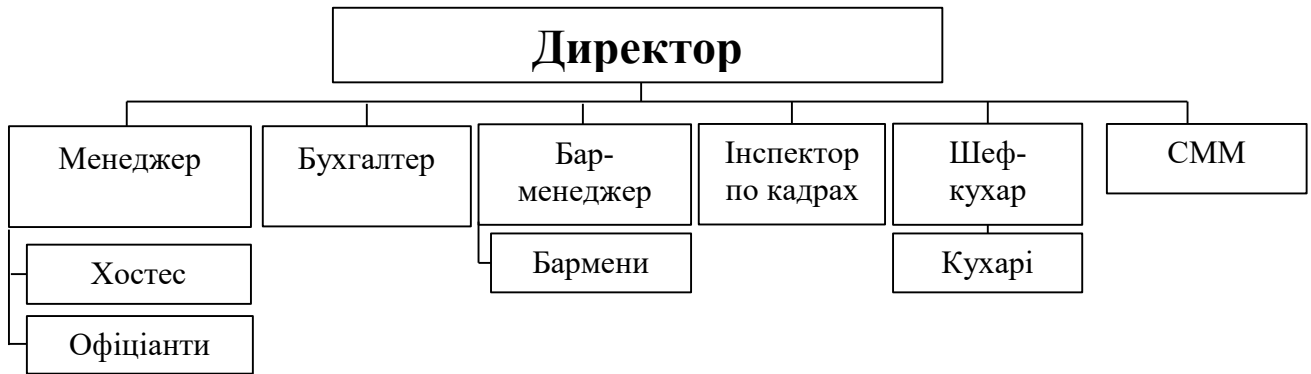 Директор
Менеджер
Бухгалтер
Бар-
менеджер
Інспектор
по кадрах
Шеф-
кухар
СММ
Хостес
Офіціанти
Бармени
Кухарі